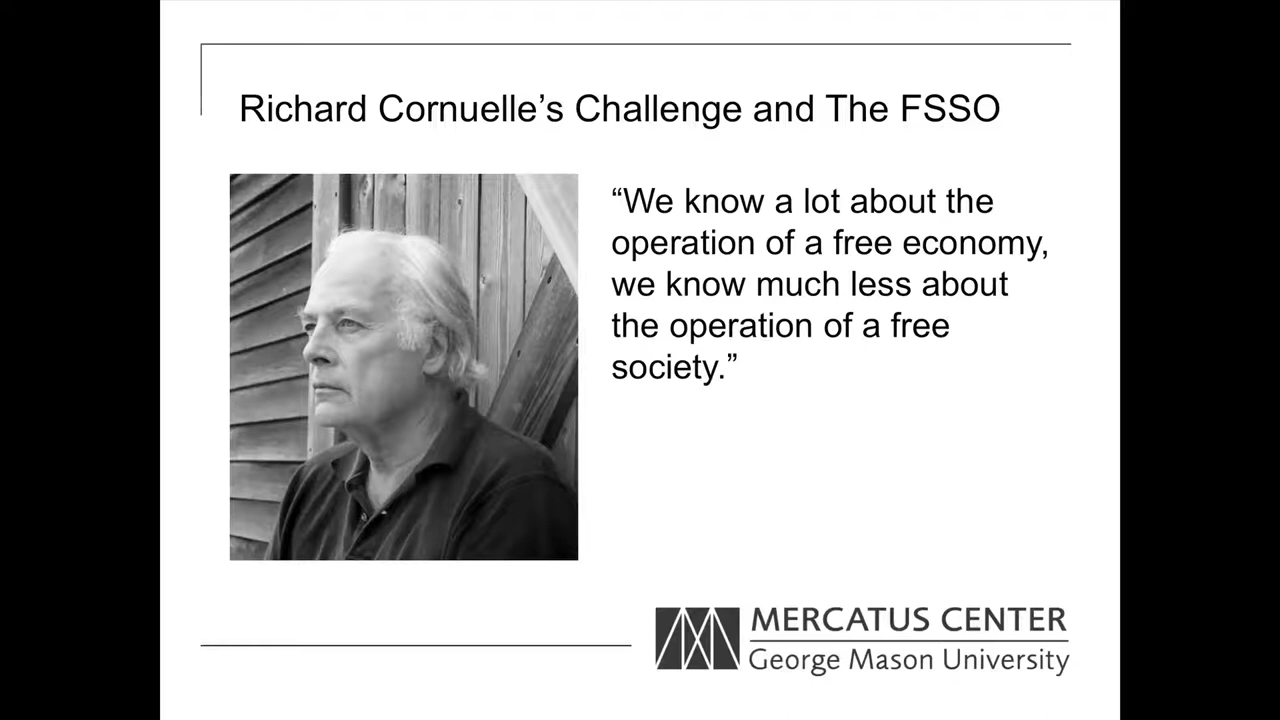 Richard Cornuelle’s Challenge and The FSSO
“We know a lot about the
operation of a free economy,
we know much less about
the operation of a free
society.”
MERCATUS CENTER
George Mason University